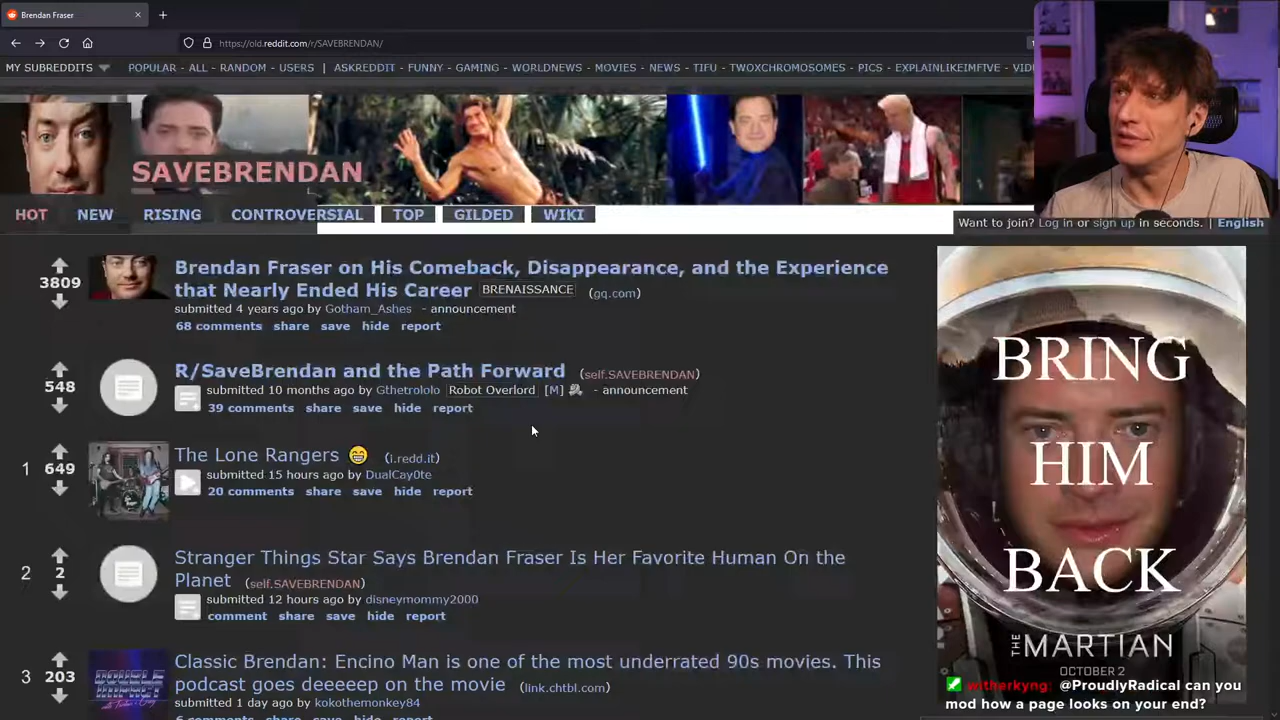 Brendan Fraser
https://old.reddit.com/r/SAVEBRENDAN/
MY SUBREDDITS POPULAR - ALL - RANDOM - USERS | ASKREDDIT - FUNNY - GAMING - WORLDNEWS - MOVIES - NEWS - TIFU - TWOXCHROMOSOMES - PICS - EXPLAINLIKEIMFIVE - VID
SAVEBRENDAN
HOT NEW RISING CONTROVERSIAL TOP GILDED WIKI
Want to join? Log in or sign up in seconds. | English
3809
Brendan Fraser on His Comeback, Disappearance, and the Experience
that Nearly Ended His Career BRENAISSANCE (gq.com)
submitted 4 years ago by Gotham_Ashes - announcement
68 comments share save hide report
548
R/SaveBrendan and the Path Forward (self.SAVEBRENDAN)
submitted 10 months ago by Gthetrololo Robot Overlord [M] - announcement
39 comments share save hide report
1 649
The Lone Rangers 😁 (i.redd.it)
submitted 15 hours ago by DualCay0te
20 comments share save hide report
2 2
Stranger Things Star Says Brendan Fraser Is Her Favorite Human On the
Planet (self.SAVEBRENDAN)
submitted 12 hours ago by disneymommy2000
comment share save hide report
3 203
Classic Brendan: Encino Man is one of the most underrated 90s movies. This
podcast goes deeeeep on the movie (link.chtbl.com)
submitted 1 day ago by kokothemonkey84
6 comments share save hide report
BRING
HIM
BACK
THE MARTIAN
OCTOBER 2
witharkyng: @ProudlyRadical can you
mod how a page looks on your end?